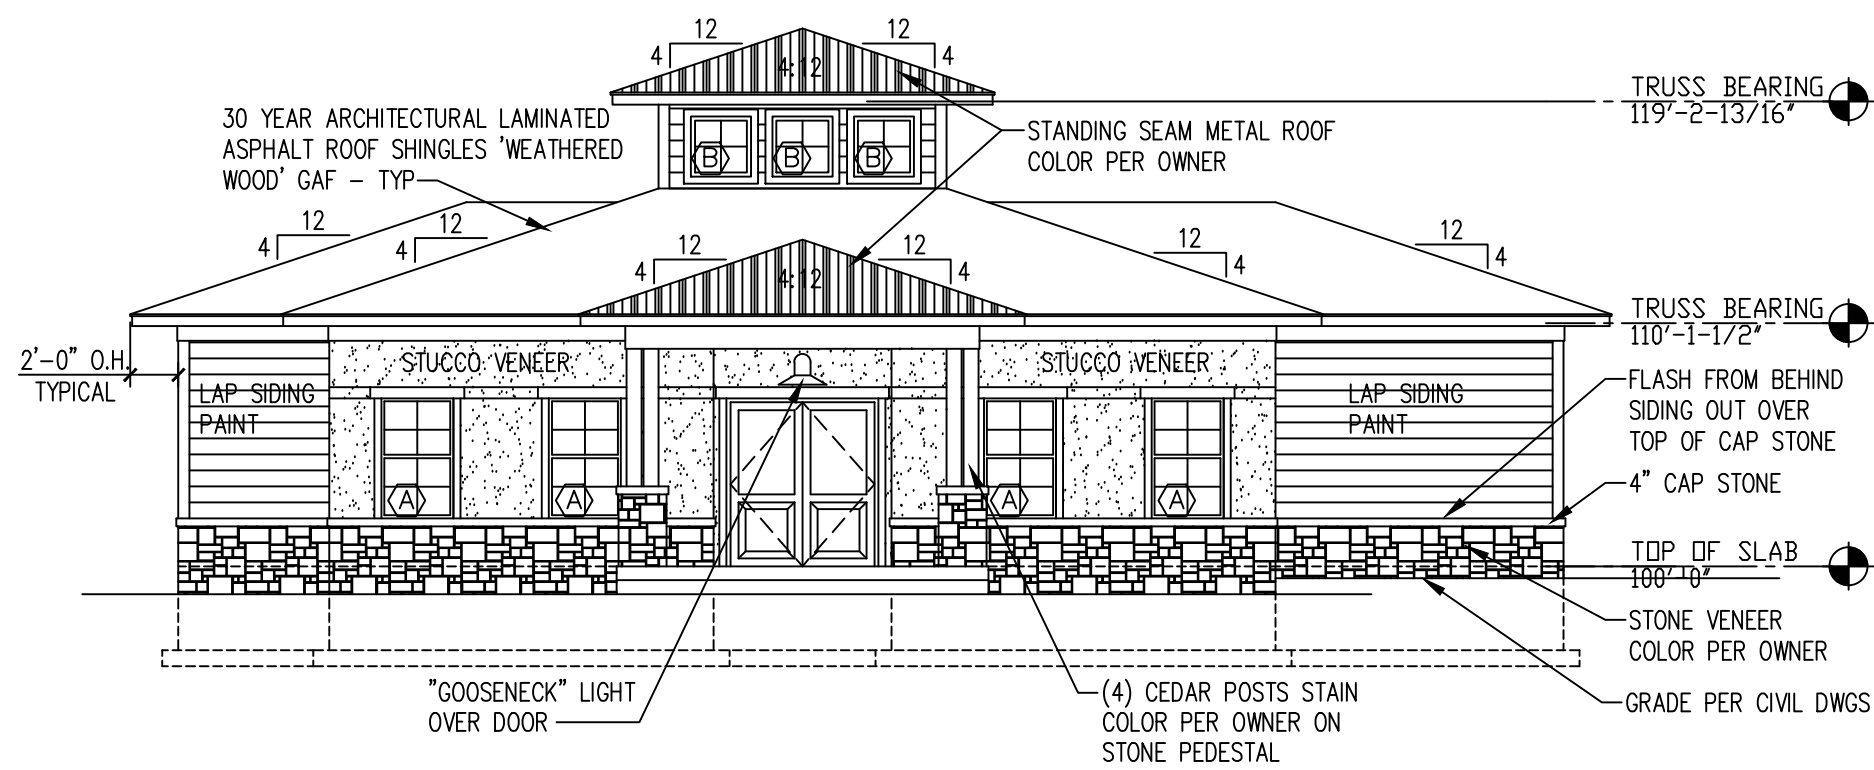 12
12
4
4
4:12
TRUSS BEARING
119'-2-13/16"
30 YEAR ARCHITECTURAL LAMINATED
ASPHALT ROOF SHINGLES 'WEATHERED
WOOD' GAF - TYP
STANDING SEAM METAL ROOF
COLOR PER OWNER
B
B
B
12
4
12
4
12
4
4:12
12
4
12
4
12
4
TRUSS BEARING
110'-1-1/2"
2'-0" O.H.
TYPICAL
STUCCO VENEER
STUCCO VENEER
LAP SIDING
PAINT
LAP SIDING
PAINT
FLASH FROM BEHIND
SIDING OUT OVER
TOP OF CAP STONE
4" CAP STONE
A
A
A
A
TOP OF SLAB
100'-0"
STONE VENEER
COLOR PER OWNER
GRADE PER CIVIL DWGS
"GOOSENECK" LIGHT
OVER DOOR
(4) CEDAR POSTS STAIN
COLOR PER OWNER ON
STONE PEDESTAL